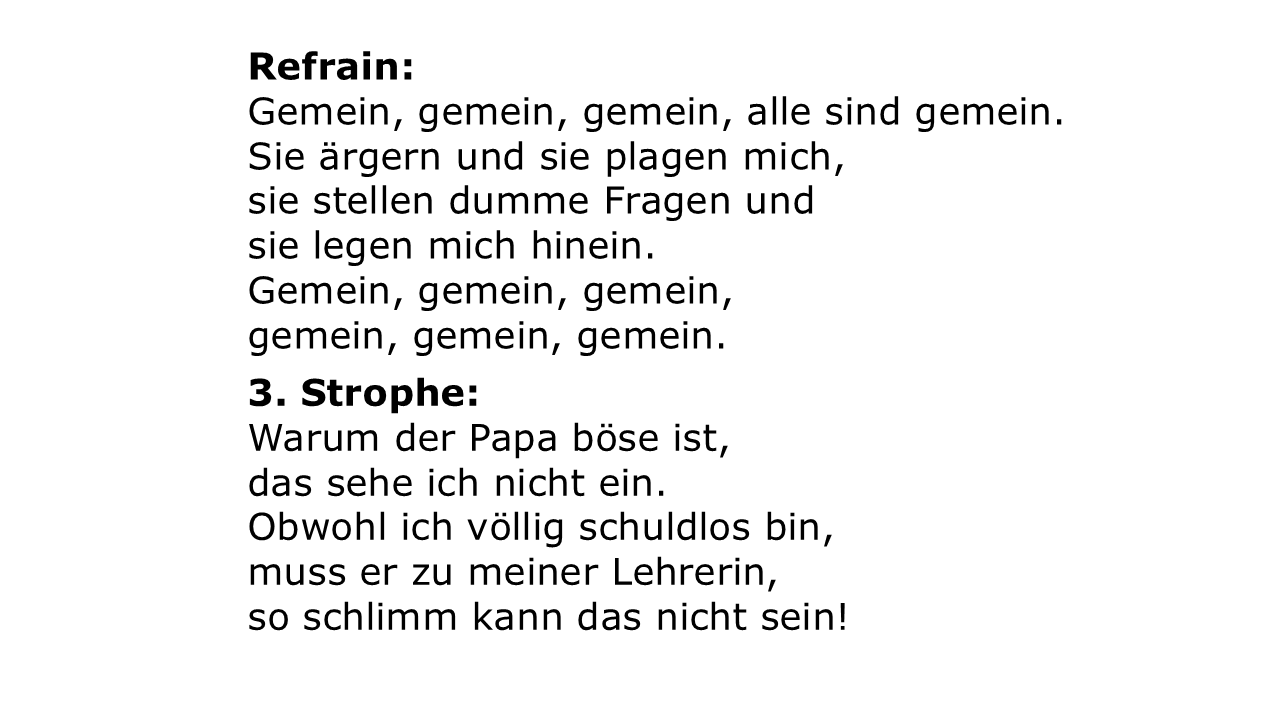 Refrain:
Gemein, gemein, gemein, alle sind gemein.
Sie ärgern und sie plagen mich,
sie stellen dumme Fragen und
sie legen mich hinein.
Gemein, gemein, gemein,
gemein, gemein, gemein.
3. Strophe:
Warum der Papa böse ist,
das sehe ich nicht ein.
Obwohl ich völlig schuldlos bin,
muss er zu meiner Lehrerin,
so schlimm kann das nicht sein!